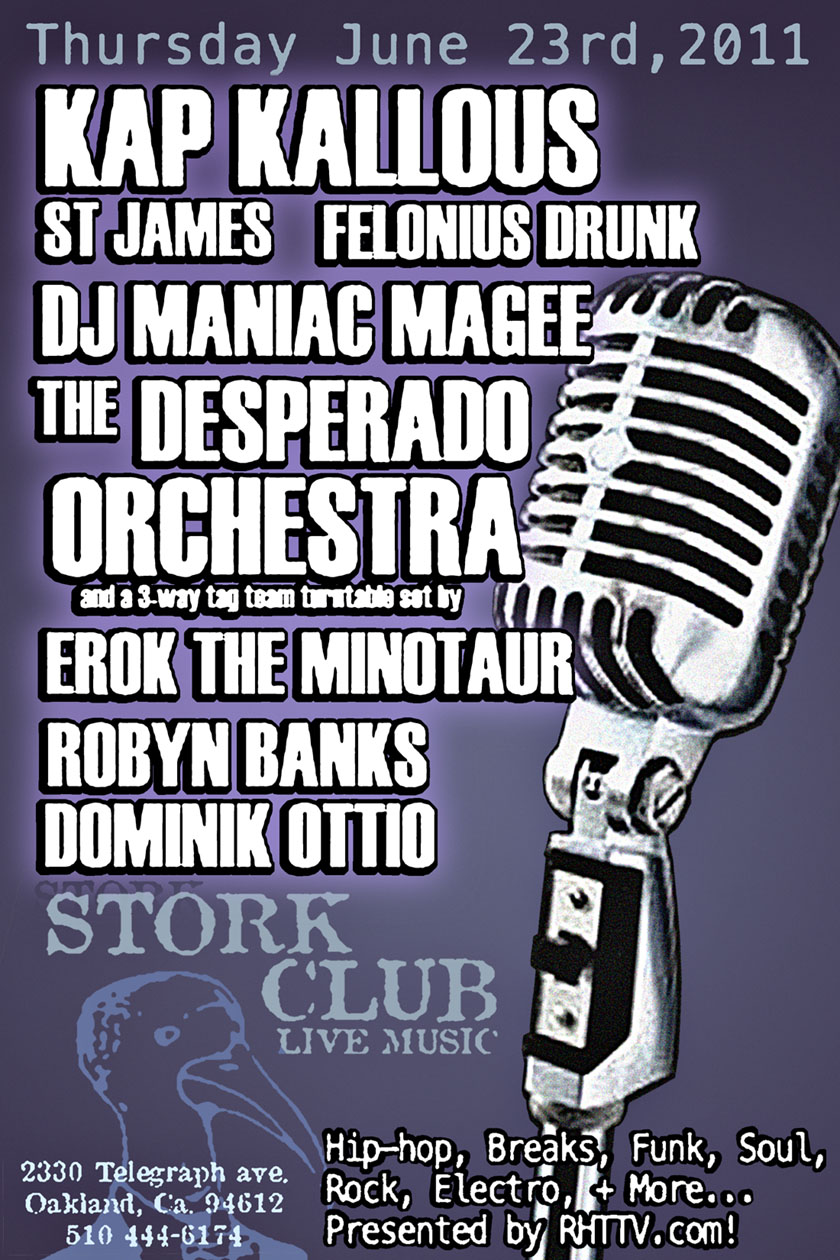 Thursday June 23rd,2011
KAP KALLOUS
ST JAMES FELONIUS DRUNK
DJ MANIAC MAGEE
THE DESPERADO
ORCHESTRA
and a 3-way tag team turntable set by
EROK THE MINOTAUR
ROBYN BANKS
DOMINIK OTTIO
STORK
CLUB
LIVE MUSIC
2330 Telegraph ave.
Oakland, Ca. 94612
510 444-6174
Hip-hop, Breaks, Funk, Soul,
Rock, Electro, + More...
Presented by RHTTV.com!